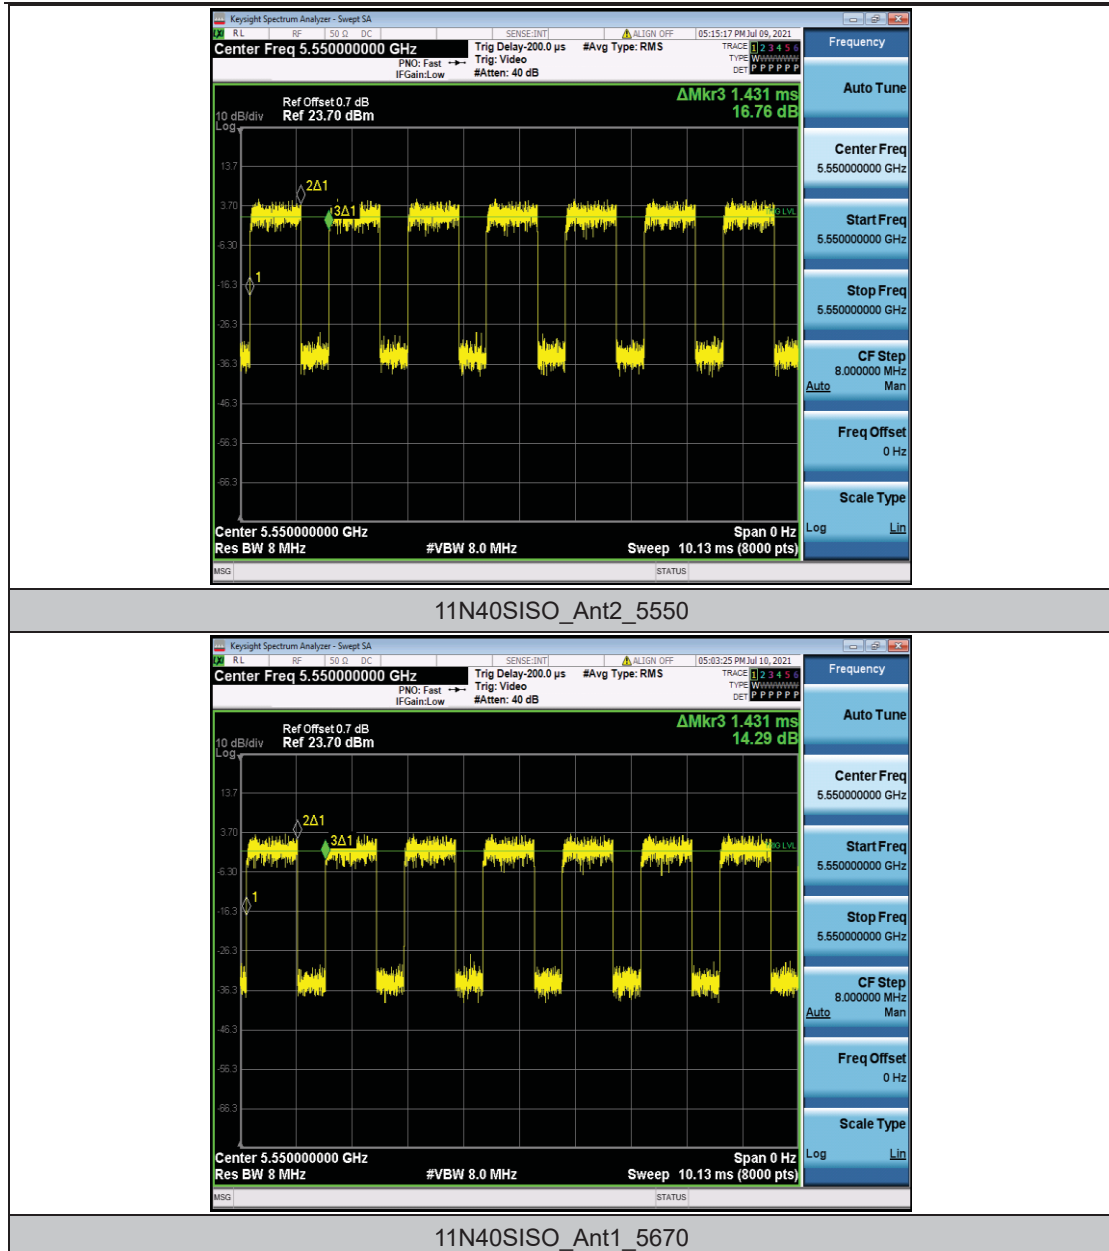 Keysight Spectrum Analyzer - Swept SA
LXI RL RF 50 Ω DC SENSE:INT ALIGN OFF 05:15:17 PM Jul 09, 2021
Center Freq 5.550000000 GHz
Trig Delay-200.0 µs #Avg Type: RMS TRACE 1 2 3 4 5 6
PNO: Fast Trig: Video TYPE W
IFGain:Low #Atten: 40 dB DET P P P P P P
Frequency
ΔMkr3 1.431 ms
16.76 dB
Ref Offset 0.7 dB
10 dB/div Ref 23.70 dBm
Log
13.7
3.70
-6.30
-16.3
-26.3
-36.3
-46.3
-56.3
-66.3
2Δ1
3Δ1
1
Center 5.550000000 GHz Span 0 Hz
Res BW 8 MHz #VBW 8.0 MHz Sweep 10.13 ms (8000 pts)
MSG STATUS
Auto Tune
Center Freq
5.550000000 GHz
Start Freq
5.550000000 GHz
Stop Freq
5.550000000 GHz
CF Step
8.000000 MHz
Auto Man
Freq Offset
0 Hz
Scale Type
Log Lin
11N40SISO_Ant2_5550
Keysight Spectrum Analyzer - Swept SA
LXI RL RF 50 Ω DC SENSE:INT ALIGN OFF 05:03:25 PM Jul 10, 2021
Center Freq 5.550000000 GHz
Trig Delay-200.0 µs #Avg Type: RMS TRACE 1 2 3 4 5 6
PNO: Fast Trig: Video TYPE W
IFGain:Low #Atten: 40 dB DET P P P P P P
Frequency
ΔMkr3 1.431 ms
14.29 dB
Ref Offset 0.7 dB
10 dB/div Ref 23.70 dBm
Log
13.7
3.70
-6.30
-16.3
-26.3
-36.3
-46.3
-56.3
-66.3
2Δ1
3Δ1
1
Center 5.550000000 GHz Span 0 Hz
Res BW 8 MHz #VBW 8.0 MHz Sweep 10.13 ms (8000 pts)
MSG STATUS
Auto Tune
Center Freq
5.550000000 GHz
Start Freq
5.550000000 GHz
Stop Freq
5.550000000 GHz
CF Step
8.000000 MHz
Auto Man
Freq Offset
0 Hz
Scale Type
Log Lin
11N40SISO_Ant1_5670